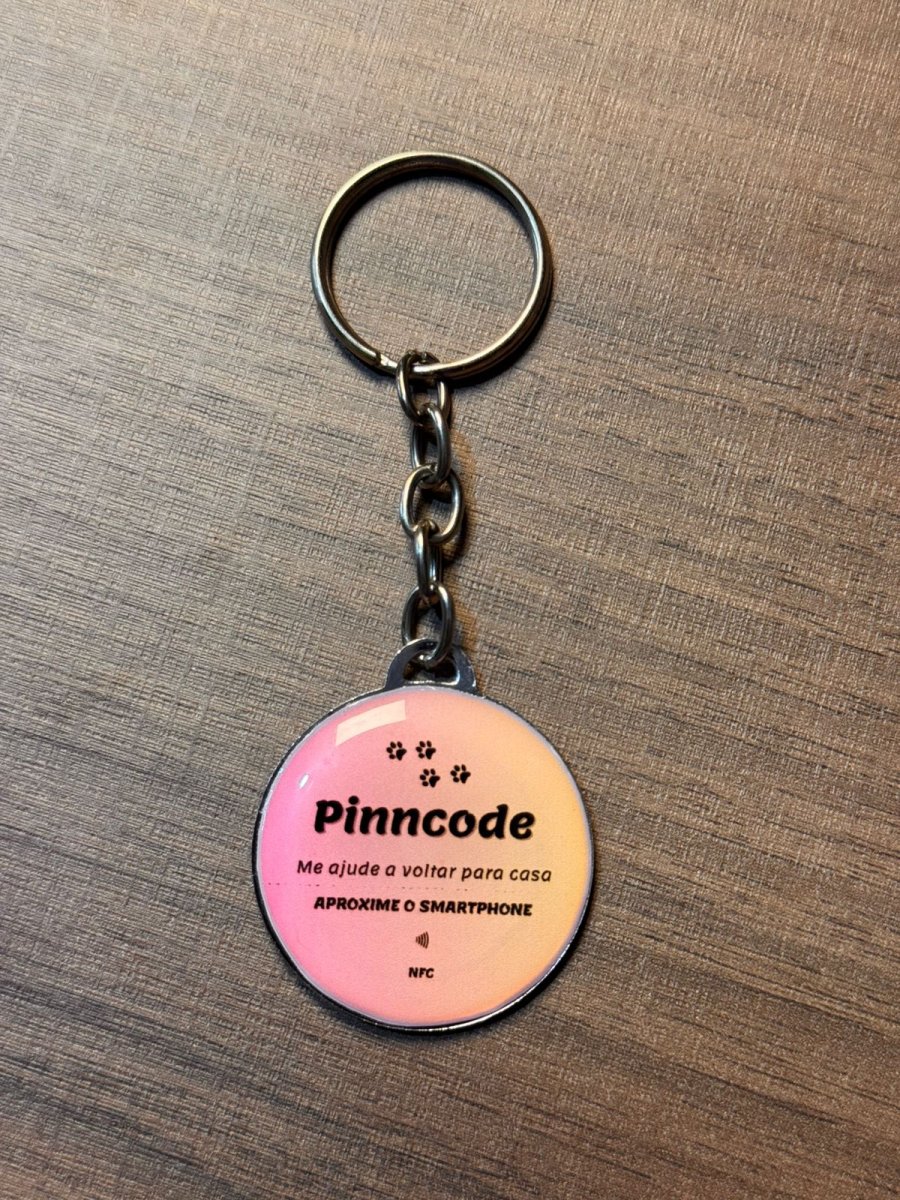 Pinncode
Me ajude a voltar para casa
APROXIME O SMARTPHONE
NFC